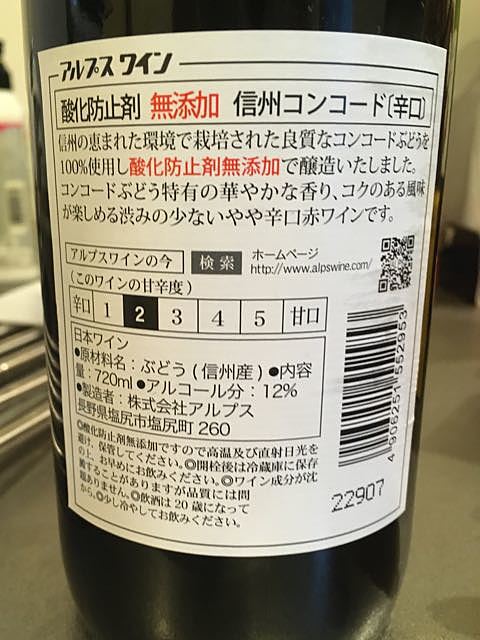 アルプス ワイン
酸化防止剤 無添加 信州コンコード〔辛口〕
信州の恵まれた環境で栽培された良質なコンコードぶどうを
100%使用し酸化防止剤無添加で醸造いたしました。
コンコードぶどう特有の華やかな香り、コクのある風味
が楽しめる渋みの少ないやや辛口赤ワインです。
アルプスワインの今 検索 ホームページ
http://www.alpswine.com/
(このワインの甘辛度)
辛口 1 2 3 4 5 甘口
日本ワイン
●原材料名：ぶどう(信州産)●内容
量：720ml ●アルコール分：12%
●製造者：株式会社アルプス
長野県塩尻市塩尻町 260
◎酸化防止剤無添加ですので高温及び直射日光を
避け、保管してください。◎開栓後は冷蔵庫に保存
の上、お早めにお飲みください。◎ワイン成分が沈
殿することがありますが品質には問
題ありません。◎飲酒は20歳になって
から。◎少し冷やしてお飲みください。
4 906251 552953
22907